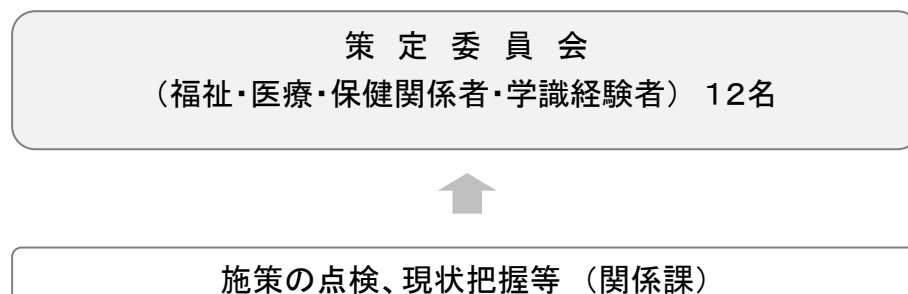 策 定 委 員 会
（福祉・医療・保健関係者・学識経験者） １２名
施策の点検、現状把握等 （関係課）